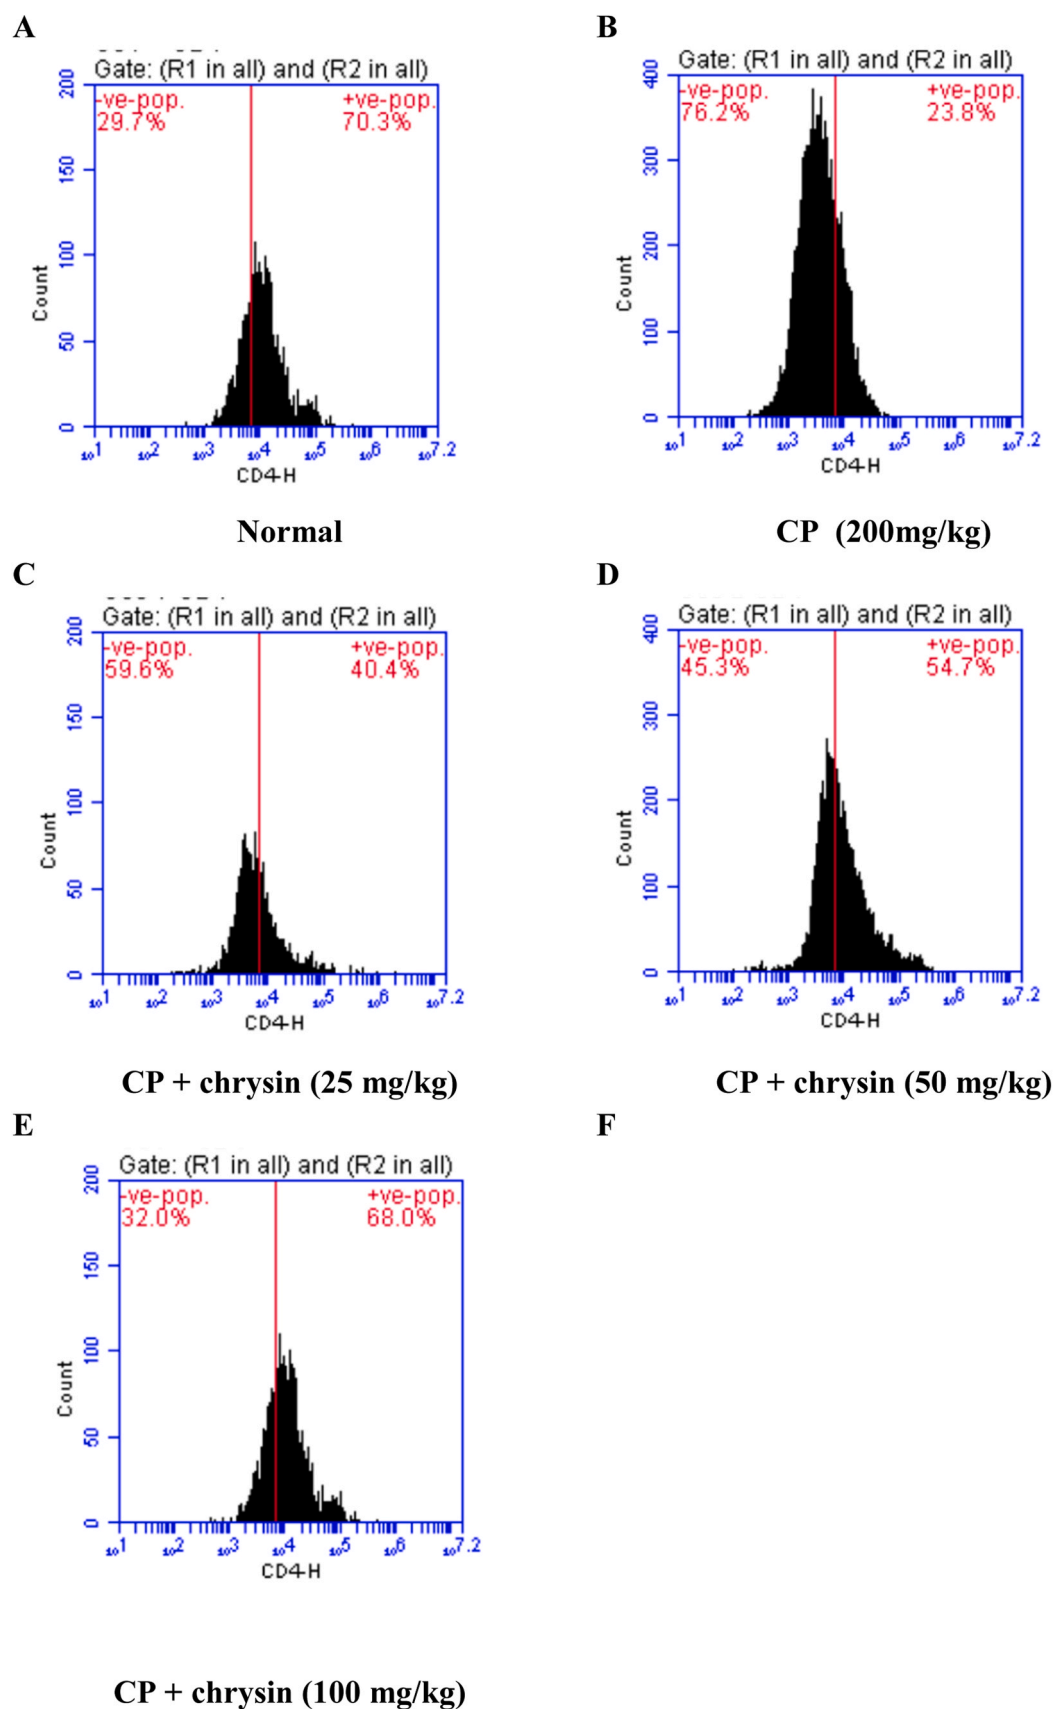 A
Gate: (R1 in all) and (R2 in all)
-ve-pop. +ve-pop.
29.7% 70.3%
200
150
100
50
0
Count
10^1 10^2 10^3 10^4 10^5 10^6 10^7.2
CD4-H
Normal
B
Gate: (R1 in all) and (R2 in all)
-ve-pop. +ve-pop.
76.2% 23.8%
400
300
200
100
0
Count
10^1 10^2 10^3 10^4 10^5 10^6 10^7.2
CD4-H
CP (200mg/kg)
C
Gate: (R1 in all) and (R2 in all)
-ve-pop. +ve-pop.
59.6% 40.4%
200
150
100
50
0
Count
10^1 10^2 10^3 10^4 10^5 10^6 10^7.2
CD4-H
CP + chrysin (25 mg/kg)
D
Gate: (R1 in all) and (R2 in all)
-ve-pop. +ve-pop.
45.3% 54.7%
400
300
200
100
0
Count
10^1 10^2 10^3 10^4 10^5 10^6 10^7.2
CD4-H
CP + chrysin (50 mg/kg)
E
Gate: (R1 in all) and (R2 in all)
-ve-pop. +ve-pop.
32.0% 68.0%
200
150
100
50
0
Count
10^1 10^2 10^3 10^4 10^5 10^6 10^7.2
CD4-H
CP + chrysin (100 mg/kg)
F